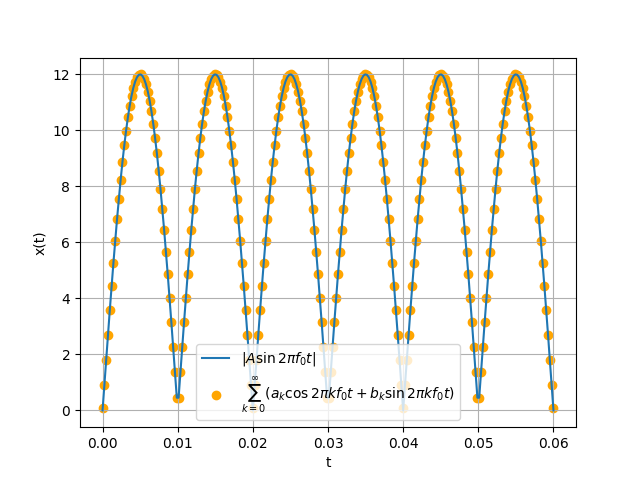 12
10
8
6
4
2
0
x(t)
|A sin 2πf₀t|
∑_{k=0}^{∞}(a_k cos 2πkf₀t + b_k sin 2πkf₀t)
0.00 0.01 0.02 0.03 0.04 0.05 0.06
t